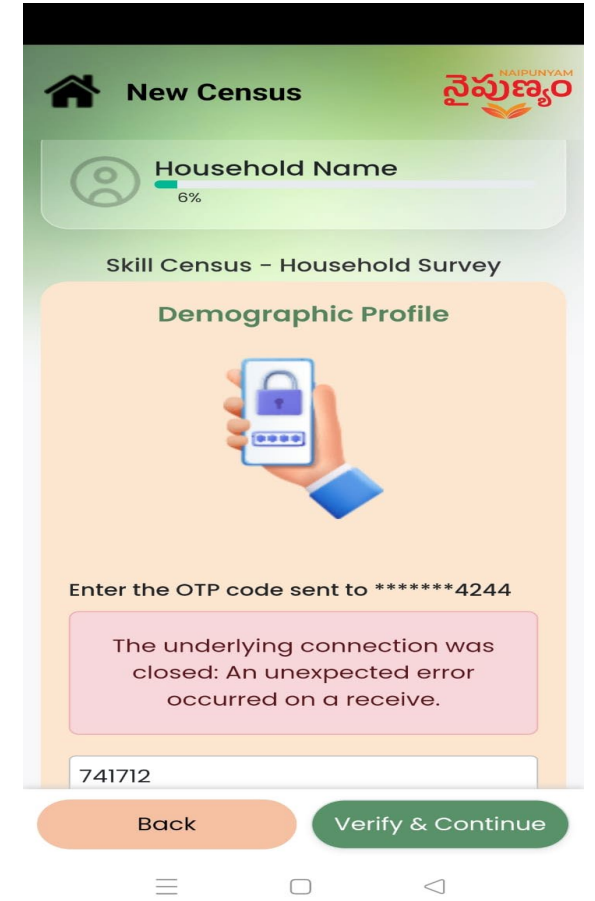 New Census
NAIPUNYAM
నైపుణ్యం
Household Name
6%
Skill Census - Household Survey
Demographic Profile
Enter the OTP code sent to *******4244
The underlying connection was
closed: An unexpected error
occurred on a receive.
741712
Back
Verify & Continue